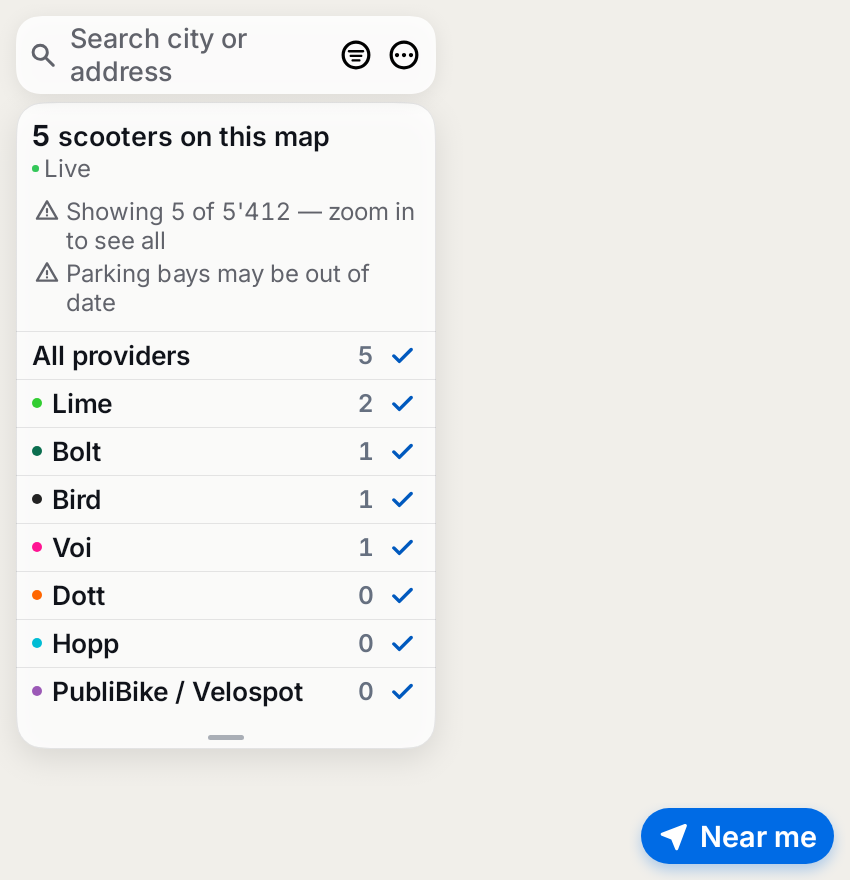 Search city or
address
5 scooters on this map
Live
Showing 5 of 5'412 — zoom in
to see all
Parking bays may be out of
date
All providers 5
Lime 2
Bolt 1
Bird 1
Voi 1
Dott 0
Hopp 0
PubliBike / Velospot 0
Near me